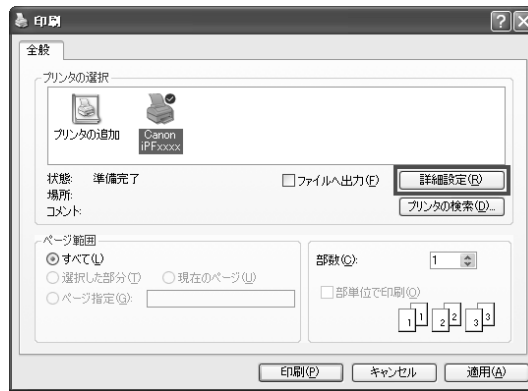 印刷
全般
プリンタの選択
プリンタの追加
Canon
iPFxxxx
状態: 準備完了
ファイルへ出力(F)
詳細設定(R)
場所:
コメント:
プリンタの検索(D)...
ページ範囲
すべて(L)
選択した部分(T)
現在のページ(U)
ページ指定(G):
部数(C):
1
部単位で印刷(O)
1 1 2 2 3 3
印刷(P)
キャンセル
適用(A)